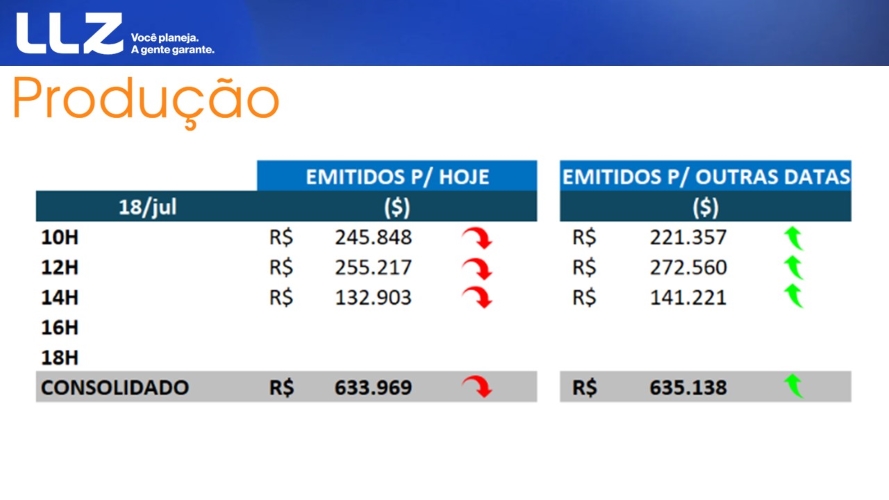 LLZ
Você planeja.
A gente garante.
Produção
EMITIDOS P/ HOJE EMITIDOS P/ OUTRAS DATAS
18/jul ($) ($)
10H R$ 245.848 R$ 221.357
12H R$ 255.217 R$ 272.560
14H R$ 132.903 R$ 141.221
16H
18H
CONSOLIDADO R$ 633.969 R$ 635.138